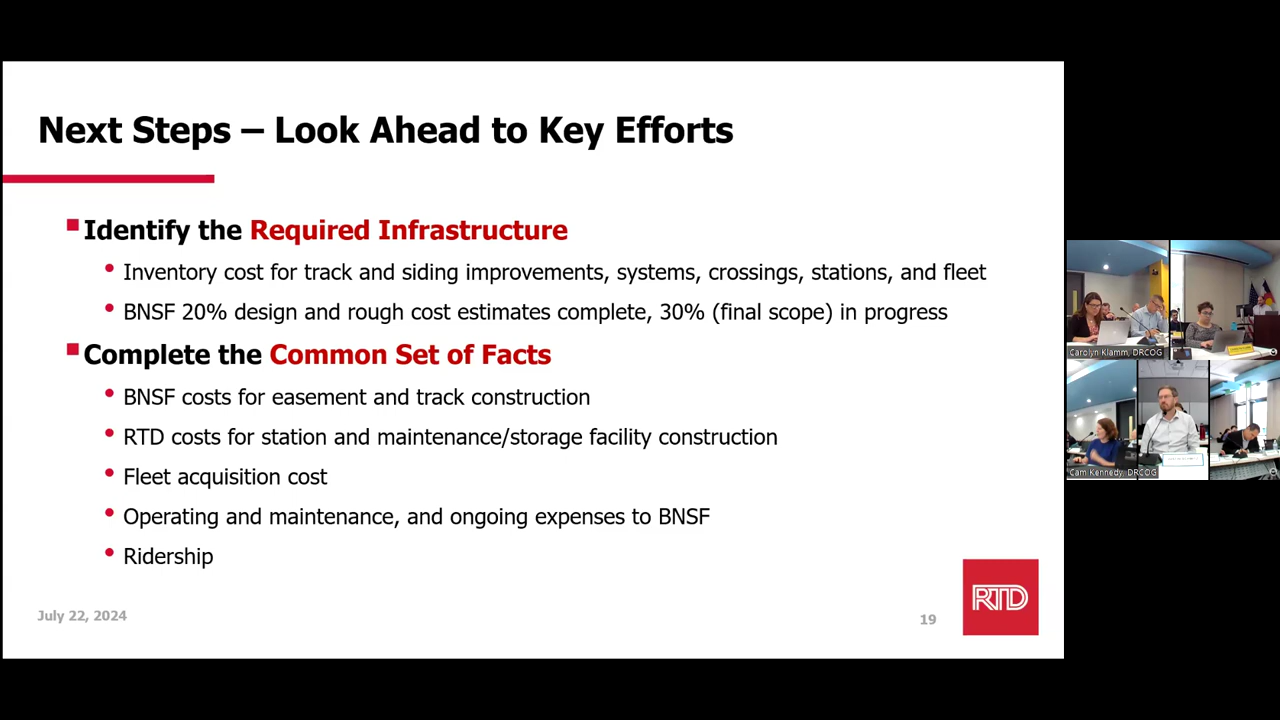 Next Steps – Look Ahead to Key Efforts
Identify the Required Infrastructure
Inventory cost for track and siding improvements, systems, crossings, stations, and fleet
BNSF 20% design and rough cost estimates complete, 30% (final scope) in progress
Complete the Common Set of Facts
BNSF costs for easement and track construction
RTD costs for station and maintenance/storage facility construction
Fleet acquisition cost
Operating and maintenance, and ongoing expenses to BNSF
Ridership
July 22, 2024
19
RTD
Carolyn Klamm, DRCOG
Cam Kennedy, DRCOG